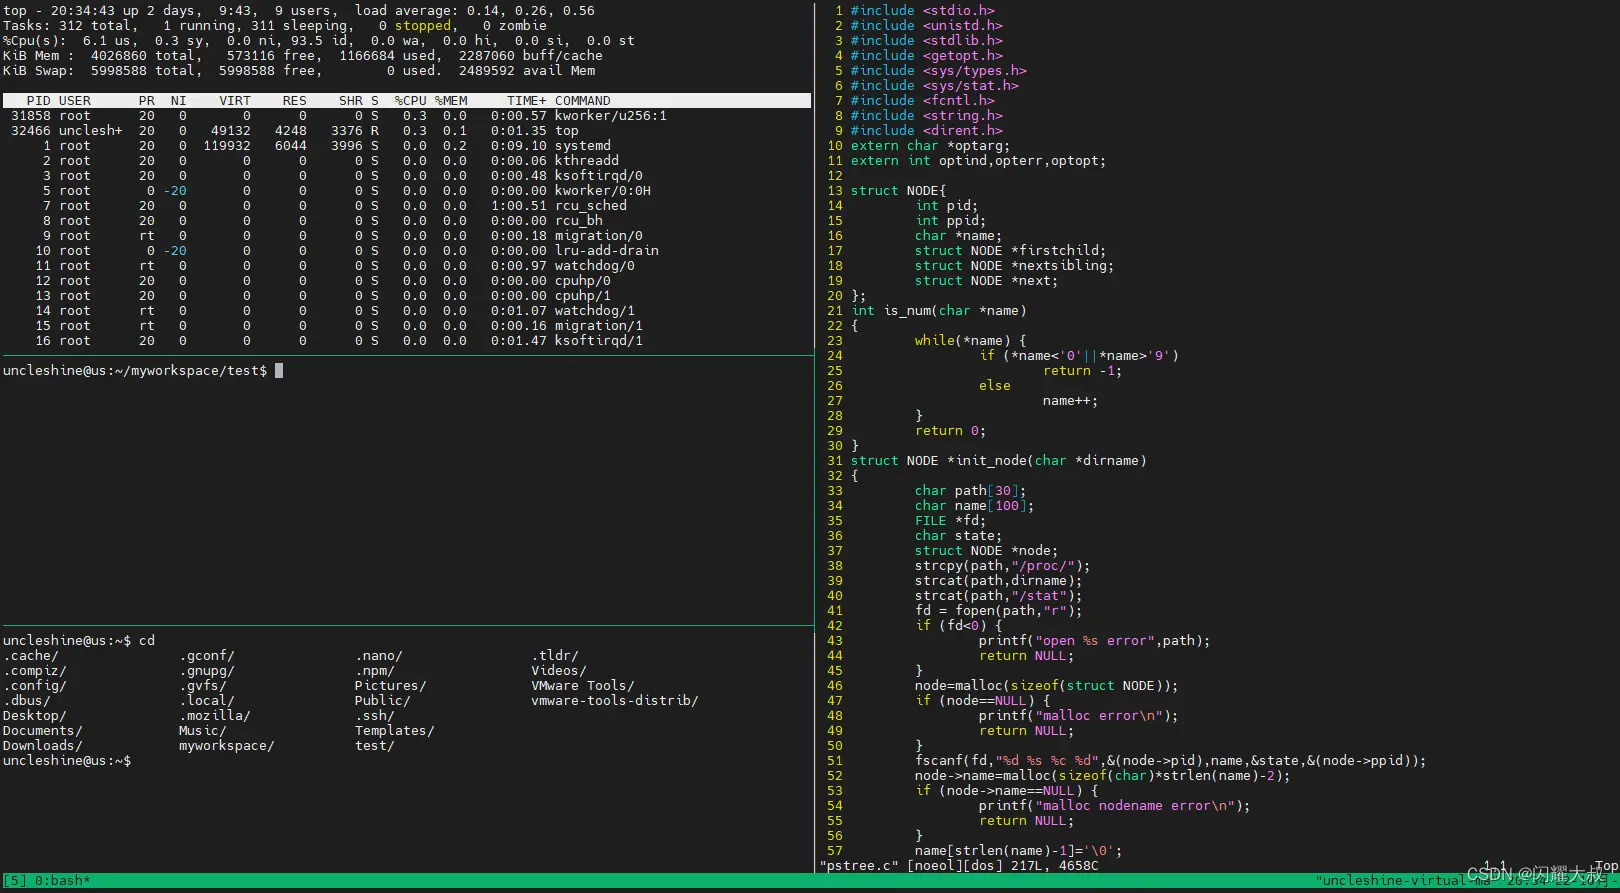 top - 20:34:43 up 2 days,  9:43,  9 users,  load average: 0.14, 0.26, 0.56
Tasks: 312 total,   1 running, 311 sleeping,   0 stopped,   0 zombie
%Cpu(s):  6.1 us,  0.3 sy,  0.0 ni, 93.5 id,  0.0 wa,  0.0 hi,  0.0 si,  0.0 st
KiB Mem :  4026860 total,   573116 free,  1166684 used,  2287060 buff/cache
KiB Swap:  5998588 total,  5998588 free,        0 used.  2489592 avail Mem
PID USER      PR  NI    VIRT    RES    SHR S  %CPU %MEM     TIME+ COMMAND
31858 root      20   0       0      0      0 S   0.3  0.0   0:00.57 kworker/u256:1
32466 unclesh+  20   0   49132   4248   3376 R   0.3  0.1   0:01.35 top
1 root      20   0  119932   6044   3996 S   0.0  0.2   0:09.10 systemd
2 root      20   0       0      0      0 S   0.0  0.0   0:00.06 kthreadd
3 root      20   0       0      0      0 S   0.0  0.0   0:00.48 ksoftirqd/0
5 root       0 -20       0      0      0 S   0.0  0.0   0:00.00 kworker/0:0H
7 root      20   0       0      0      0 S   0.0  0.0   1:00.51 rcu_sched
8 root      20   0       0      0      0 S   0.0  0.0   0:00.00 rcu_bh
9 root      rt   0       0      0      0 S   0.0  0.0   0:00.18 migration/0
10 root       0 -20       0      0      0 S   0.0  0.0   0:00.00 lru-add-drain
11 root      rt   0       0      0      0 S   0.0  0.0   0:00.97 watchdog/0
12 root      20   0       0      0      0 S   0.0  0.0   0:00.00 cpuhp/0
13 root      20   0       0      0      0 S   0.0  0.0   0:00.00 cpuhp/1
14 root      rt   0       0      0      0 S   0.0  0.0   0:01.07 watchdog/1
15 root      rt   0       0      0      0 S   0.0  0.0   0:00.16 migration/1
16 root      20   0       0      0      0 S   0.0  0.0   0:01.47 ksoftirqd/1
uncleshine@us:~/myworkspace/test$
uncleshine@us:~$ cd
.cache/               .gconf/               .nano/                .tldr/
.compiz/              .gnupg/               .npm/                 Videos/
.config/              .gvfs/                Pictures/             VMware Tools/
.dbus/                .local/               Public/               vmware-tools-distrib/
Desktop/              .mozilla/             .ssh/
Documents/            Music/                Templates/
Downloads/            myworkspace/          test/
uncleshine@us:~$
1 #include <stdio.h>
2 #include <unistd.h>
3 #include <stdlib.h>
4 #include <getopt.h>
5 #include <sys/types.h>
6 #include <sys/stat.h>
7 #include <fcntl.h>
8 #include <string.h>
9 #include <dirent.h>
10 extern char *optarg;
11 extern int optind,opterr,optopt;
12
13 struct NODE{
14         int pid;
15         int ppid;
16         char *name;
17         struct NODE *firstchild;
18         struct NODE *nextsibling;
19         struct NODE *next;
20 };
21 int is_num(char *name)
22 {
23         while(*name) {
24                 if (*name<'0'||*name>'9')
25                         return -1;
26                 else
27                         name++;
28         }
29         return 0;
30 }
31 struct NODE *init_node(char *dirname)
32 {
33         char path[30];
34         char name[100];
35         FILE *fd;
36         char state;
37         struct NODE *node;
38         strcpy(path,"/proc/");
39         strcat(path,dirname);
40         strcat(path,"/stat");
41         fd = fopen(path,"r");
42         if (fd<0) {
43                 printf("open %s error",path);
44                 return NULL;
45         }
46         node=malloc(sizeof(struct NODE));
47         if (node==NULL) {
48                 printf("malloc error\n");
49                 return NULL;
50         }
51         fscanf(fd,"%d %s %c %d",&(node->pid),name,&state,&(node->ppid));
52         node->name=malloc(sizeof(char)*strlen(name)-2);
53         if (node->name==NULL) {
54                 printf("malloc nodename error\n");
55                 return NULL;
56         }
57         name[strlen(name)-1]='\0';
"pstree.c" [noeol][dos] 217L, 4658C          1,1          Top
[5] 0:bash*          "uncleshine-virtual-ma" 20:34
CSDN @闪耀大叔